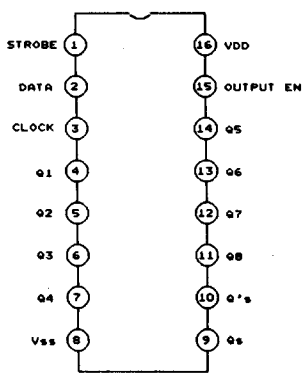 STROBE 1 16 VDD
DATA 2 15 OUTPUT EN
CLOCK 3 14 Q5
Q1 4 13 Q6
Q2 5 12 Q7
Q3 6 11 Q8
Q4 7 10 Q's
Vss 8 9 Qs